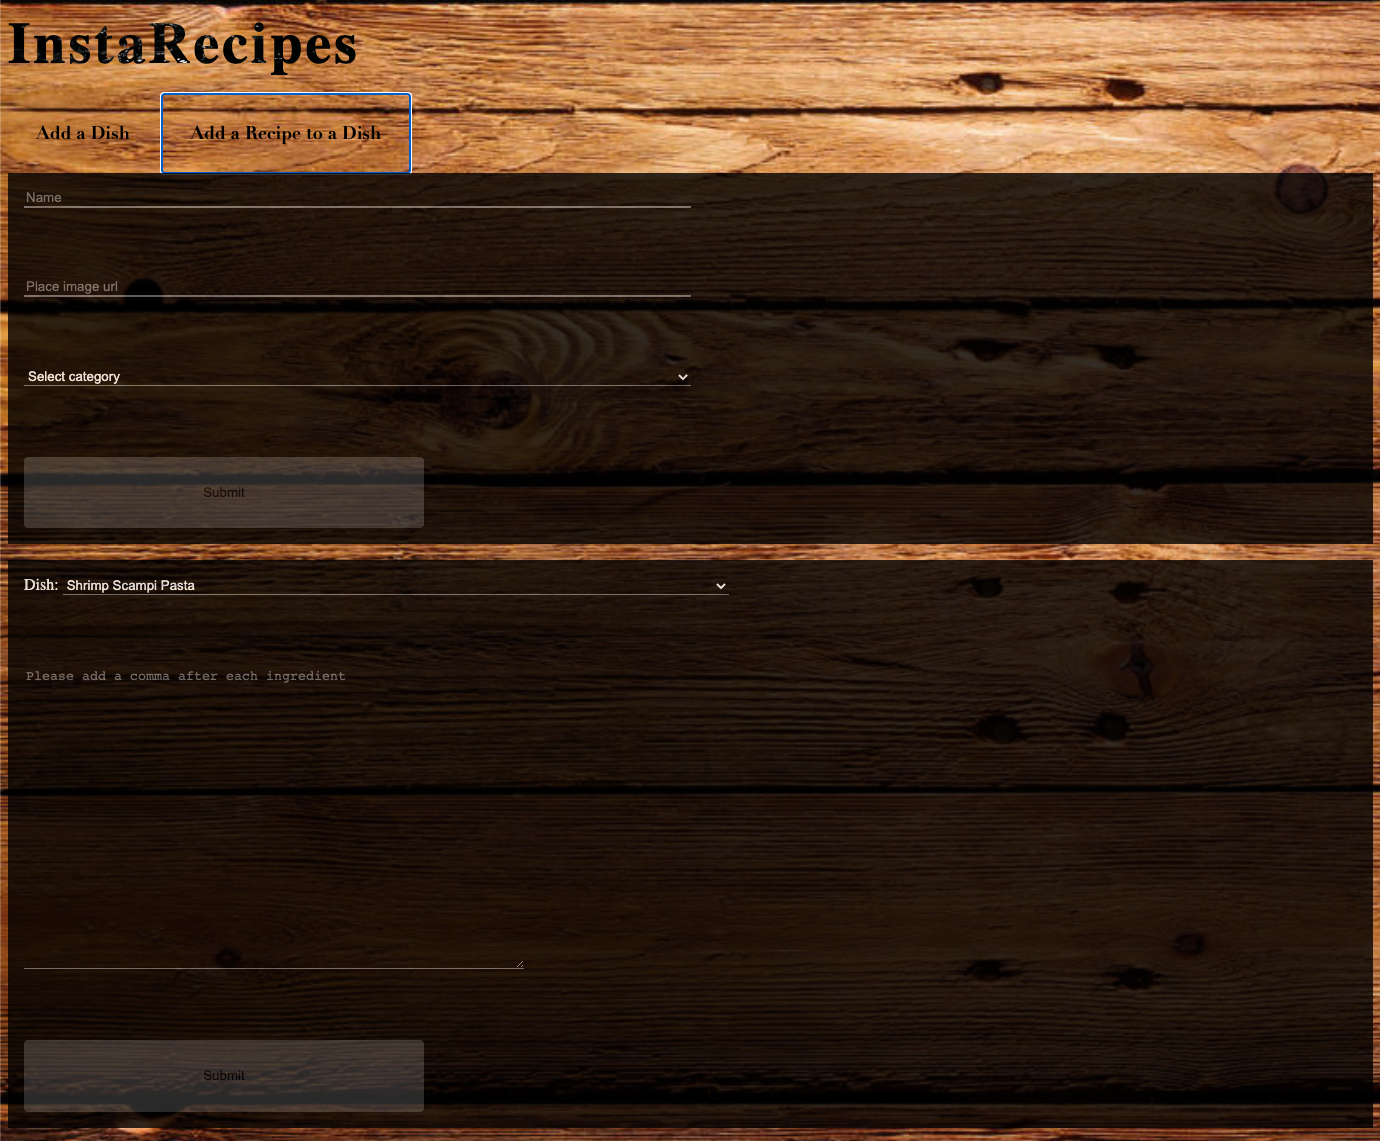 InstaRecipes
Add a Dish Add a Recipe to a Dish
Name
Place image url
Select category
Submit
Dish: Shrimp Scampi Pasta
Please add a comma after each ingredient
Submit